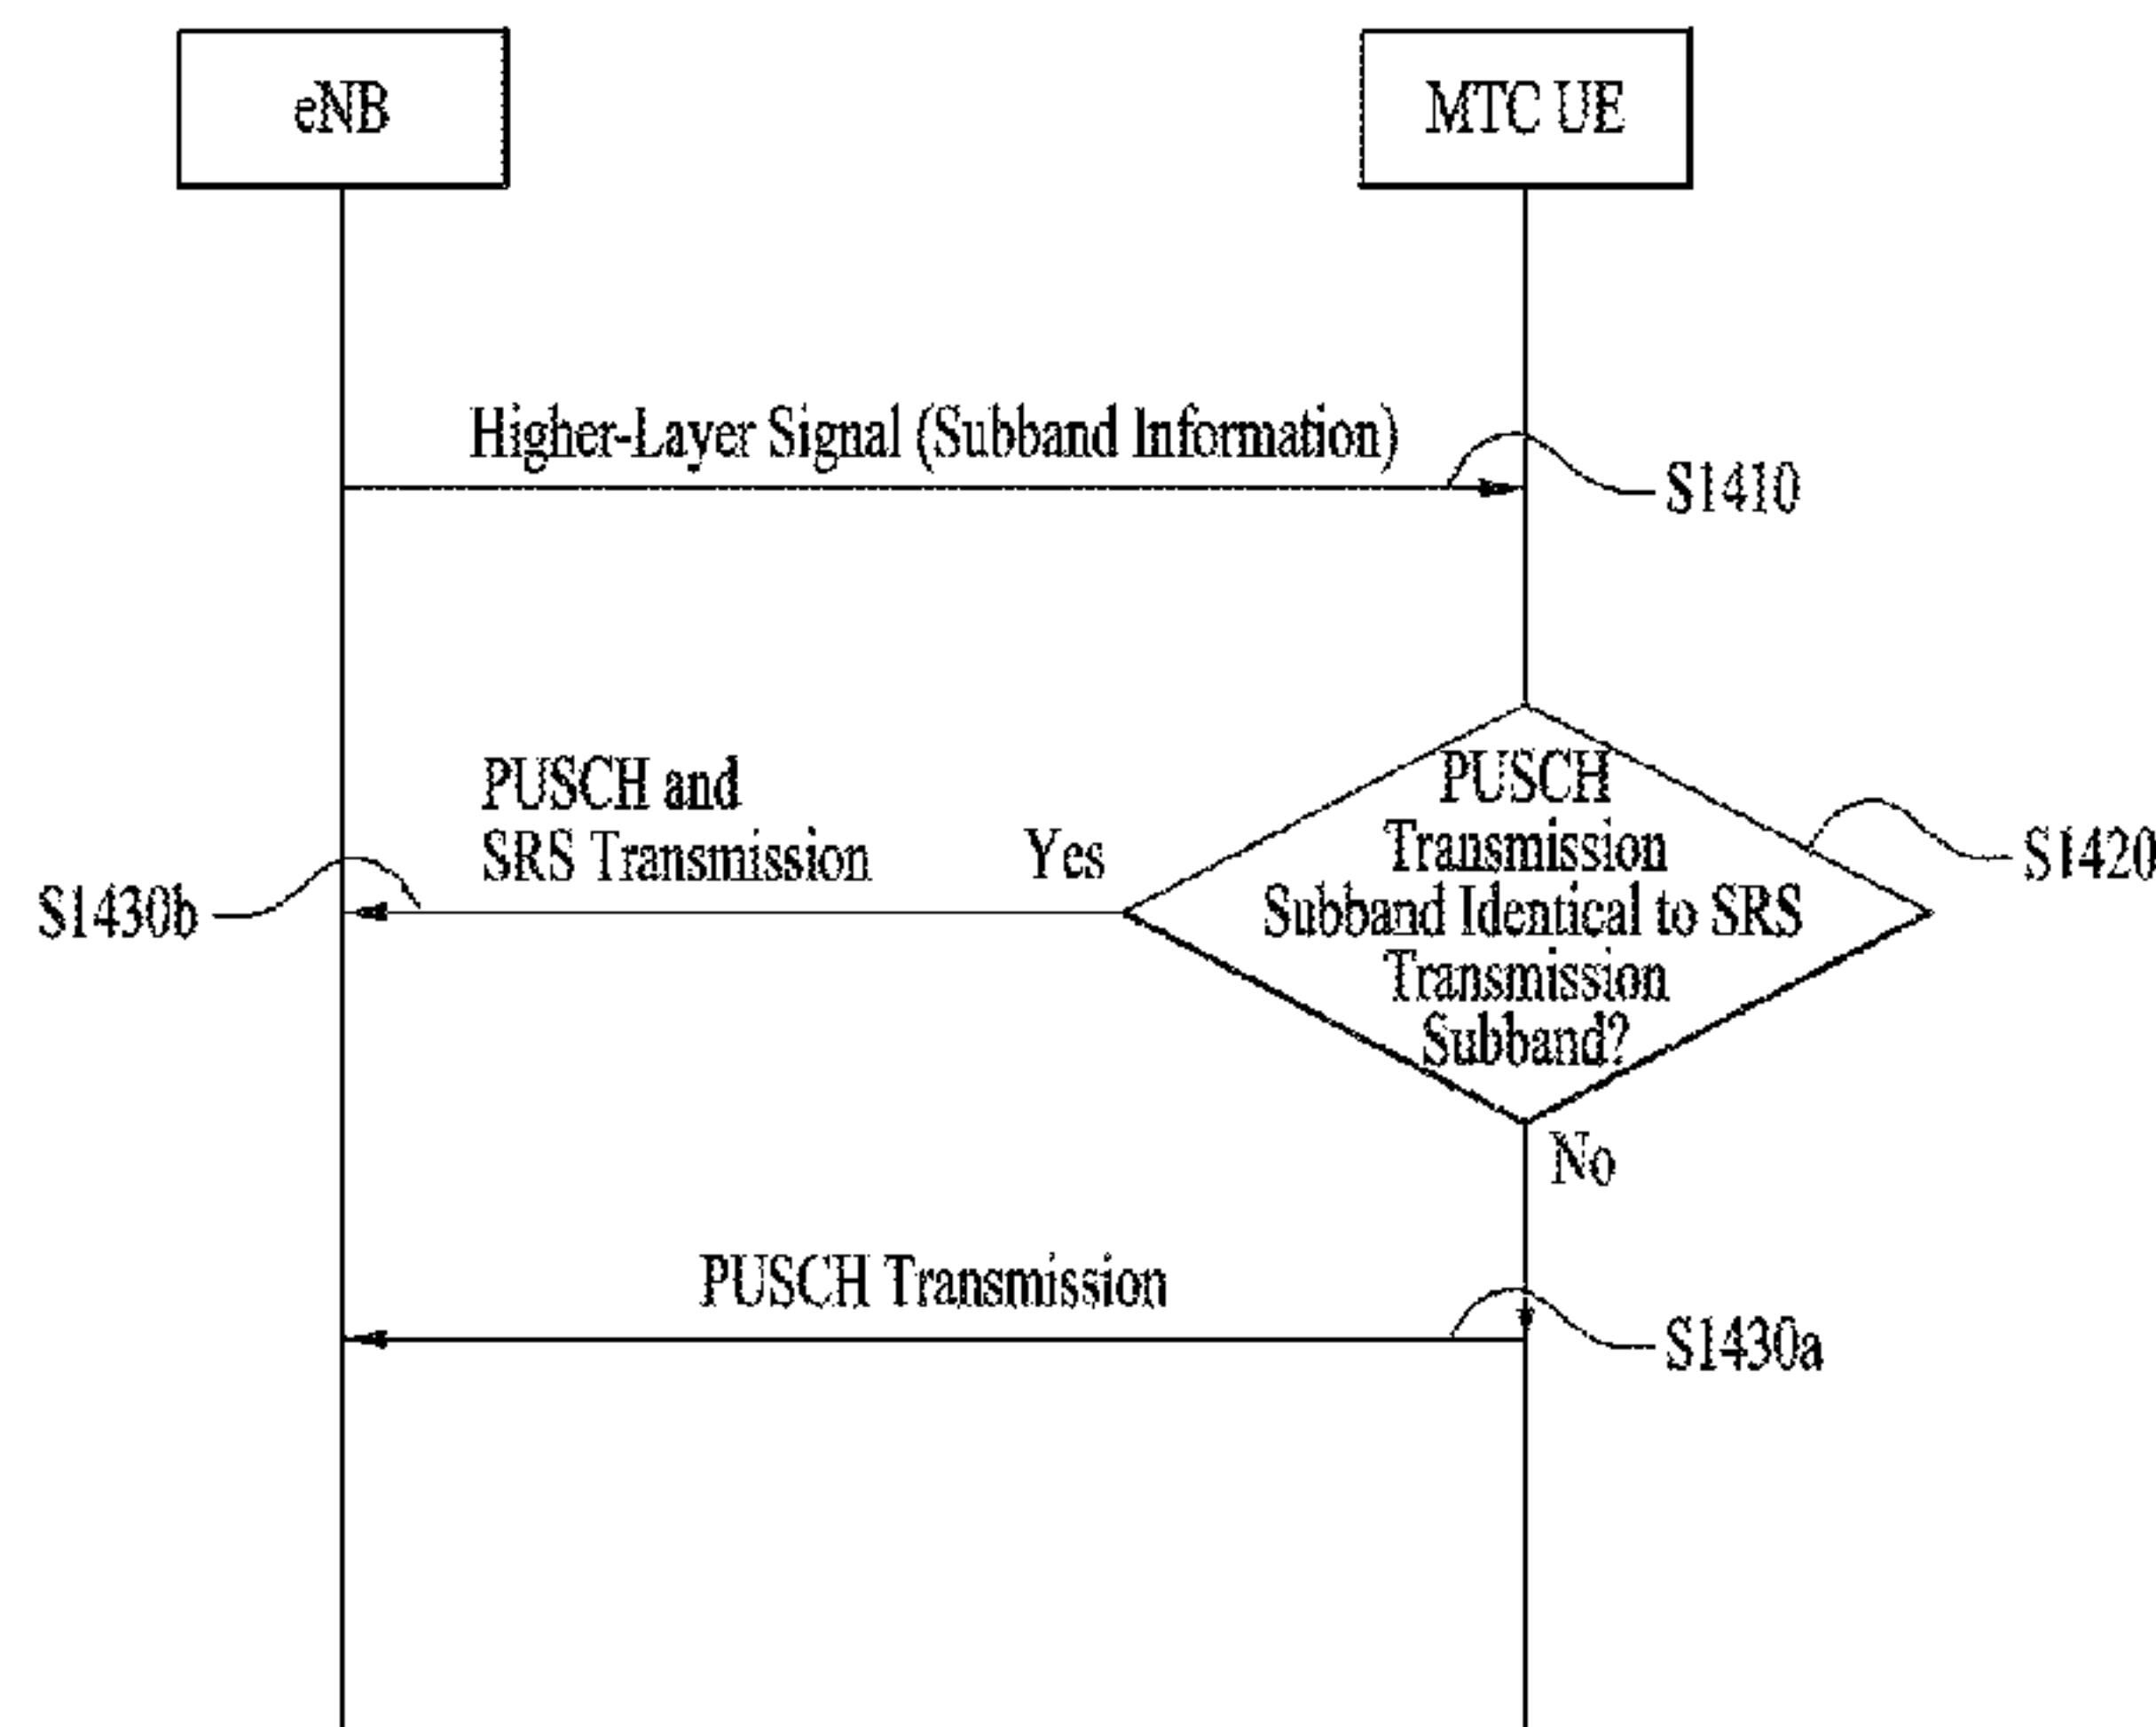 eNB
MTC UE
Higher-Layer Signal (Subband Information)
S1410
PUSCH and
SRS Transmission
Yes
S1430b
PUSCH
Transmission
Subband Identical to SRS
Transmission
Subband?
S1420
No
PUSCH Transmission
S1430a